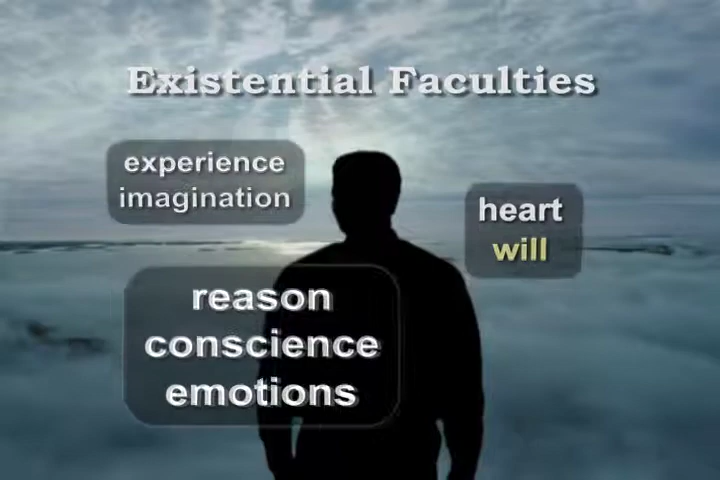 Existential Faculties
experience
imagination
heart
will
reason
conscience
emotions